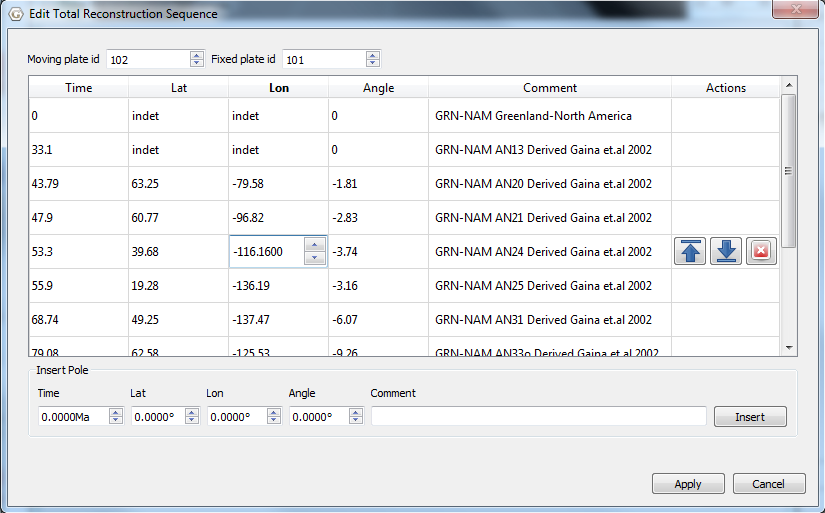 Edit Total Reconstruction Sequence
Moving plate id 102 Fixed plate id 101
Time Lat Lon Angle Comment Actions
0 indet indet 0 GRN-NAM Greenland-North America
33.1 indet indet 0 GRN-NAM AN13 Derived Gaina et.al 2002
43.79 63.25 -79.58 -1.81 GRN-NAM AN20 Derived Gaina et.al 2002
47.9 60.77 -96.82 -2.83 GRN-NAM AN21 Derived Gaina et.al 2002
53.3 39.68 -116.1600 -3.74 GRN-NAM AN24 Derived Gaina et.al 2002
55.9 19.28 -136.19 -3.16 GRN-NAM AN25 Derived Gaina et.al 2002
68.74 49.25 -137.47 -6.07 GRN-NAM AN31 Derived Gaina et.al 2002
79.08 62.58 -125.53 -9.26 GRN-NAM AN33o Derived Gaina et.al 2002
Insert Pole
Time Lat Lon Angle Comment
0.0000Ma 0.0000° 0.0000° 0.0000° Insert
Apply Cancel